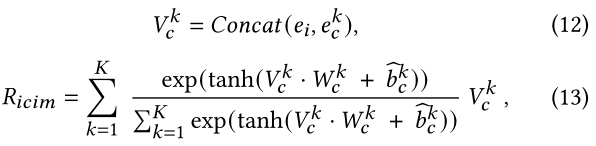 V_c^k = Concat(e_i, e_c^k), (12)
R_{icim} = \sum_{k=1}^{K} \frac{\exp(\tanh(V_c^k \cdot W_c^k + \widehat{b}_c^k))}{\sum_{k=1}^{K} \exp(\tanh(V_c^k \cdot W_c^k + \widehat{b}_c^k))} V_c^k , (13)